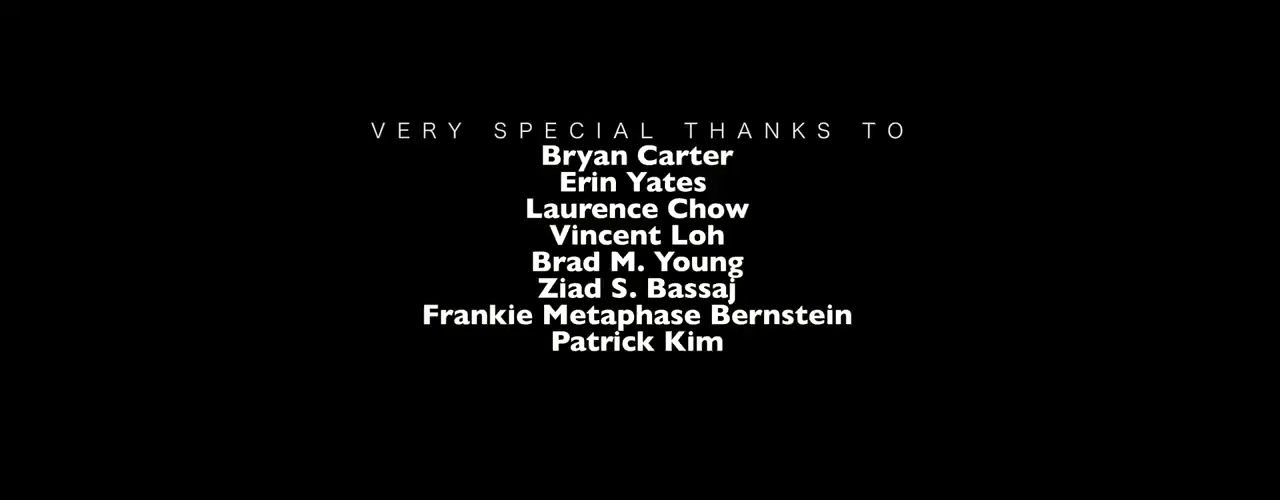 VERY SPECIAL THANKS TO
Bryan Carter
Erin Yates
Laurence Chow
Vincent Loh
Brad M. Young
Ziad S. Bassaj
Frankie Metaphase Bernstein
Patrick Kim